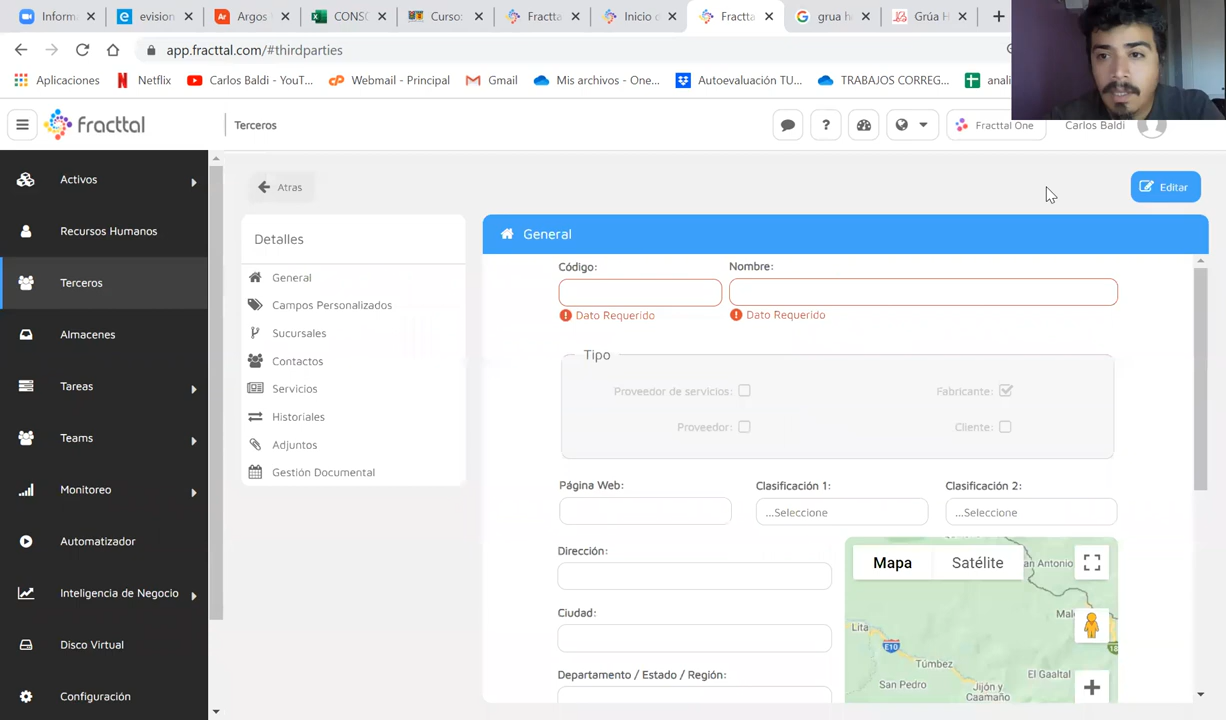 Informa
evision
Argos
CONSO
Curso:
Fractta
Inicio d
Fractta
grua h
Grúa H
app.fracttal.com/#thirdparties
Aplicaciones
Netflix
Carlos Baldi - YouT...
Webmail - Principal
Gmail
Mis archivos - One...
Autoevaluación TU...
TRABAJOS CORREG...
anali
fracttal
Terceros
?
Fracttal One
Carlos Baldi
Activos
Recursos Humanos
Terceros
Almacenes
Tareas
Teams
Monitoreo
Automatizador
Inteligencia de Negocio
Disco Virtual
Configuración
Atras
Editar
Detalles
General
Campos Personalizados
Sucursales
Contactos
Servicios
Historiales
Adjuntos
Gestión Documental
General
Código:
Nombre:
Dato Requerido
Dato Requerido
Tipo
Proveedor de servicios:
Fabricante:
Proveedor:
Cliente:
Página Web:
Clasificación 1:
Clasificación 2:
...Seleccione
...Seleccione
Dirección:
Ciudad:
Departamento / Estado / Región:
Mapa
Satélite
an Antonio
Lita
E10
Túmbez
El Gaaltal
San Pedro
Jijón y
Caamaño